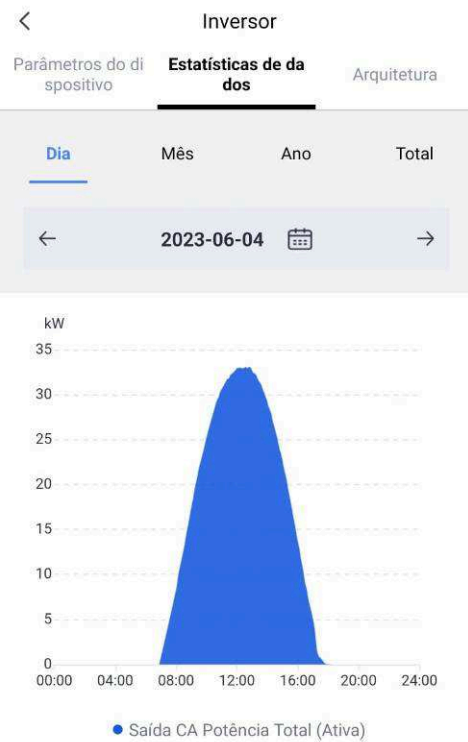 Inversor
Parâmetros do di
spositivo
Estatísticas de da
dos
Arquitetura
Dia Mês Ano Total
2023-06-04
kW
35
30
25
20
15
10
5
0
00:00 04:00 08:00 12:00 16:00 20:00 24:00
Saída CA Potência Total (Ativa)